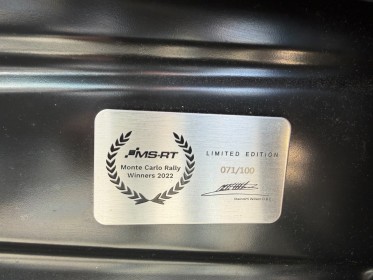 MS-RT
Monte Carlo Rally
Winners 2022
LIMITED EDITION
071/100